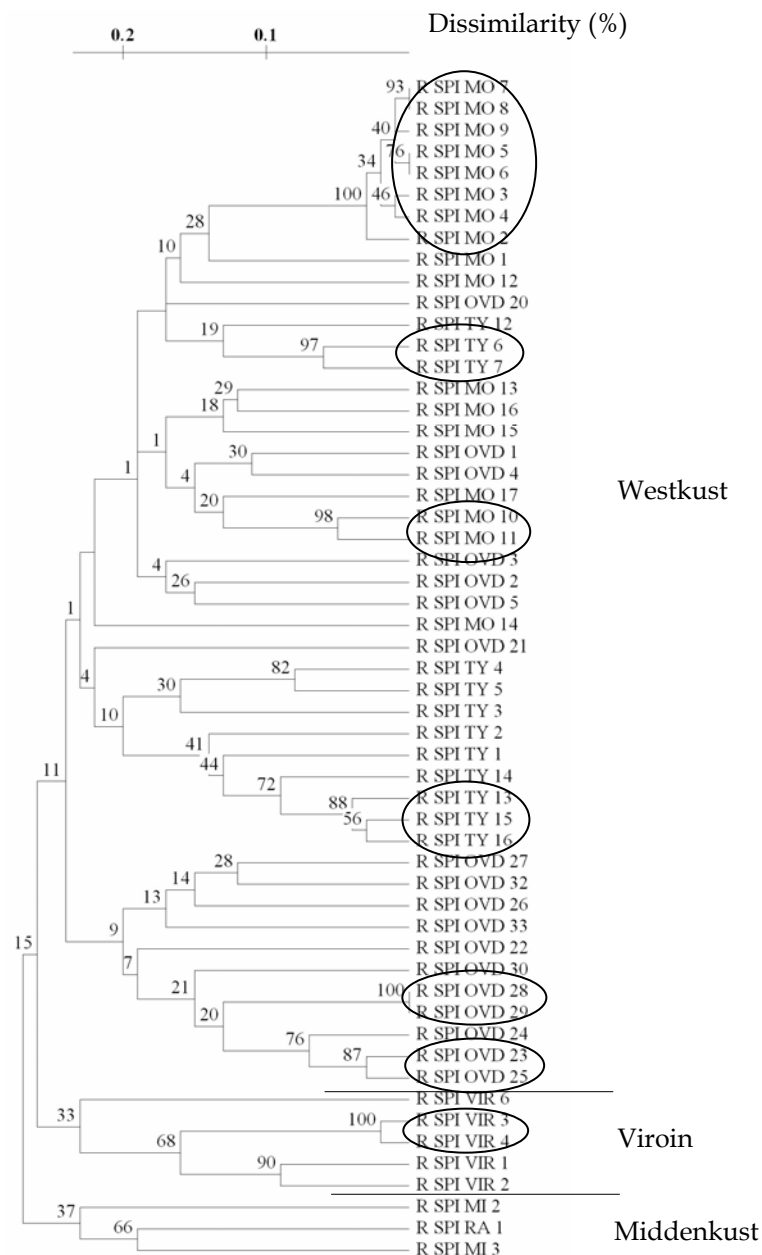 Dissimilarity (%)
0.2 0.1
93 R SPI MO 7
R SPI MO 8
40 R SPI MO 9
76 R SPI MO 5
R SPI MO 6
34
46 R SPI MO 3
R SPI MO 4
100
R SPI MO 2
28
R SPI MO 1
10
R SPI MO 12
R SPI OVD 20
19 R SPI TY 12
97 R SPI TY 6
R SPI TY 7
29 R SPI MO 13
R SPI MO 16
18
R SPI MO 15
1
30 R SPI OVD 1
R SPI OVD 4
1
4
R SPI MO 17
20
98 R SPI MO 10
R SPI MO 11
Westkust
4 R SPI OVD 3
26 R SPI OVD 2
R SPI OVD 5
1
R SPI MO 14
R SPI OVD 21
4
82 R SPI TY 4
R SPI TY 5
30
R SPI TY 3
10
41 R SPI TY 2
44 R SPI TY 1
72 R SPI TY 14
88 R SPI TY 13
56 R SPI TY 15
R SPI TY 16
11
28 R SPI OVD 27
R SPI OVD 32
14
R SPI OVD 26
13
R SPI OVD 33
9
R SPI OVD 22
7
R SPI OVD 30
21
100 R SPI OVD 28
R SPI OVD 29
20
76 R SPI OVD 24
87 R SPI OVD 23
R SPI OVD 25
15
R SPI VIR 6
33
100 R SPI VIR 3
R SPI VIR 4
68
90 R SPI VIR 1
R SPI VIR 2
Viroin
37 R SPI MI 2
66 R SPI RA 1
R SPI MI 3
Middenkust